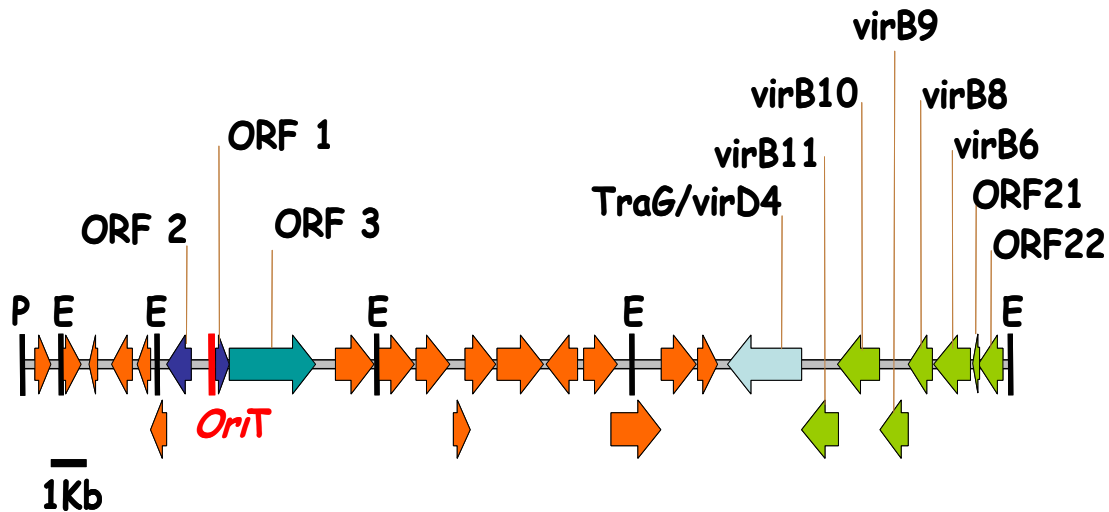 virB9
virB10
virB8
ORF 1
virB6
virB11
TraG/virD4
ORF21
ORF 2
ORF 3
ORF22
P E E E E E
OriT
1Kb